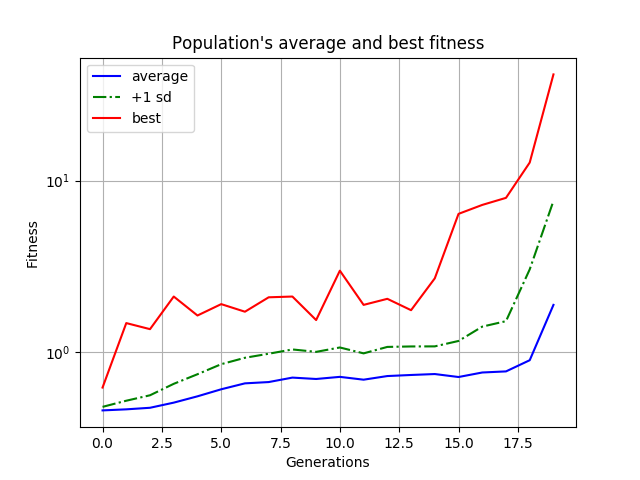 Population's average and best fitness
average
+1 sd
best
10¹
10⁰
Fitness
0.0 2.5 5.0 7.5 10.0 12.5 15.0 17.5
Generations